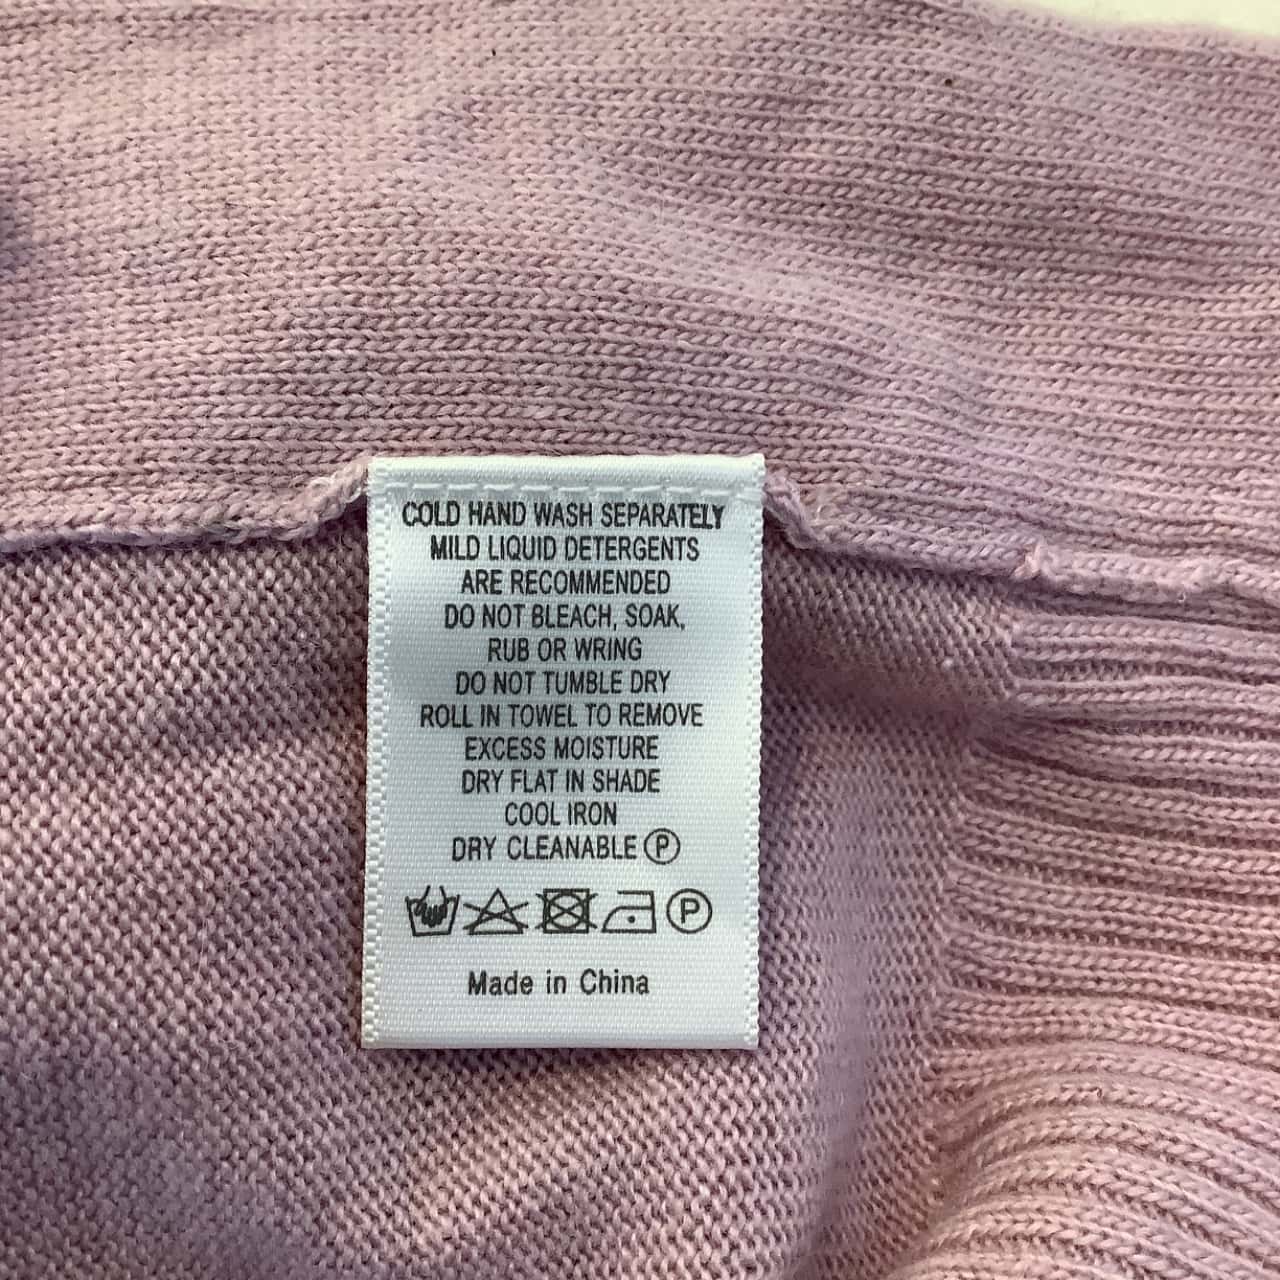 COLD HAND WASH SEPARATELY
MILD LIQUID DETERGENTS
ARE RECOMMENDED
DO NOT BLEACH, SOAK,
RUB OR WRING
DO NOT TUMBLE DRY
ROLL IN TOWEL TO REMOVE
EXCESS MOISTURE
DRY FLAT IN SHADE
COOL IRON
DRY CLEANABLE Ⓟ
Ⓟ
Made in China